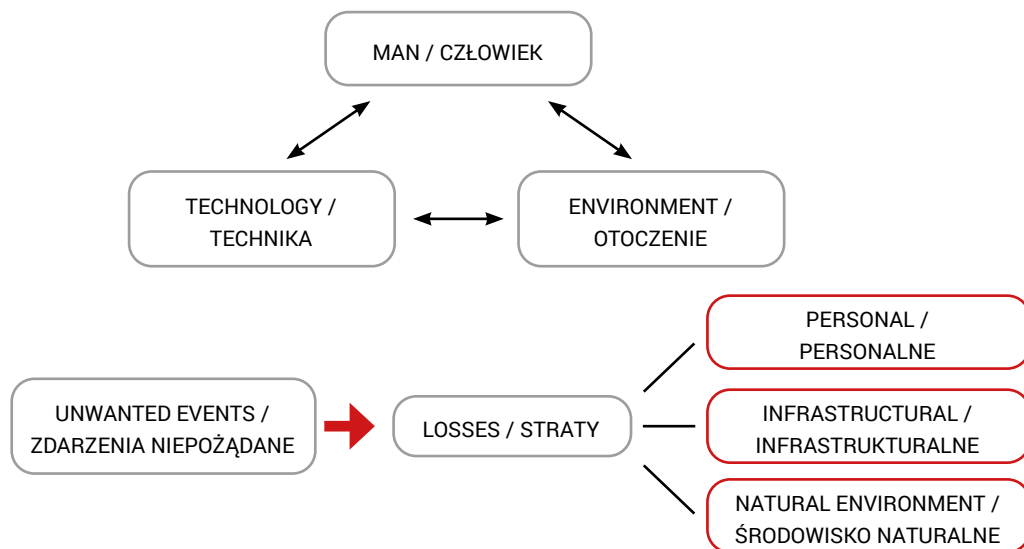 MAN / CZŁOWIEK
TECHNOLOGY /
TECHNIKA
ENVIRONMENT /
OTOCZENIE
PERSONAL /
PERSONALNE
UNWANTED EVENTS /
ZDARZENIA NIEPOŻĄDANE
LOSSES / STRATY
INFRASTRUCTURAL /
INFRASTRUKTURALNE
NATURAL ENVIRONMENT /
ŚRODOWISKO NATURALNE